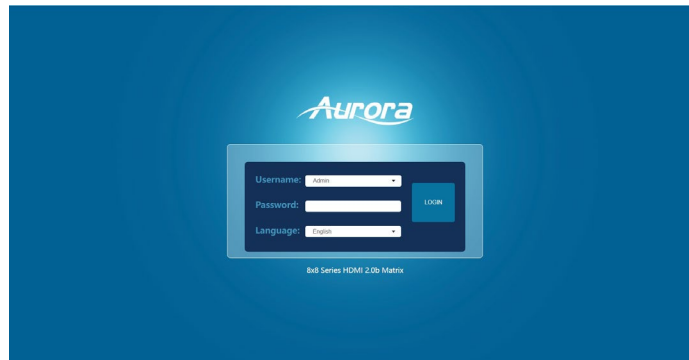 Aurora
Username: Admin
Password:
LOGIN
Language: English
8x8 Series HDMI 2.0b Matrix